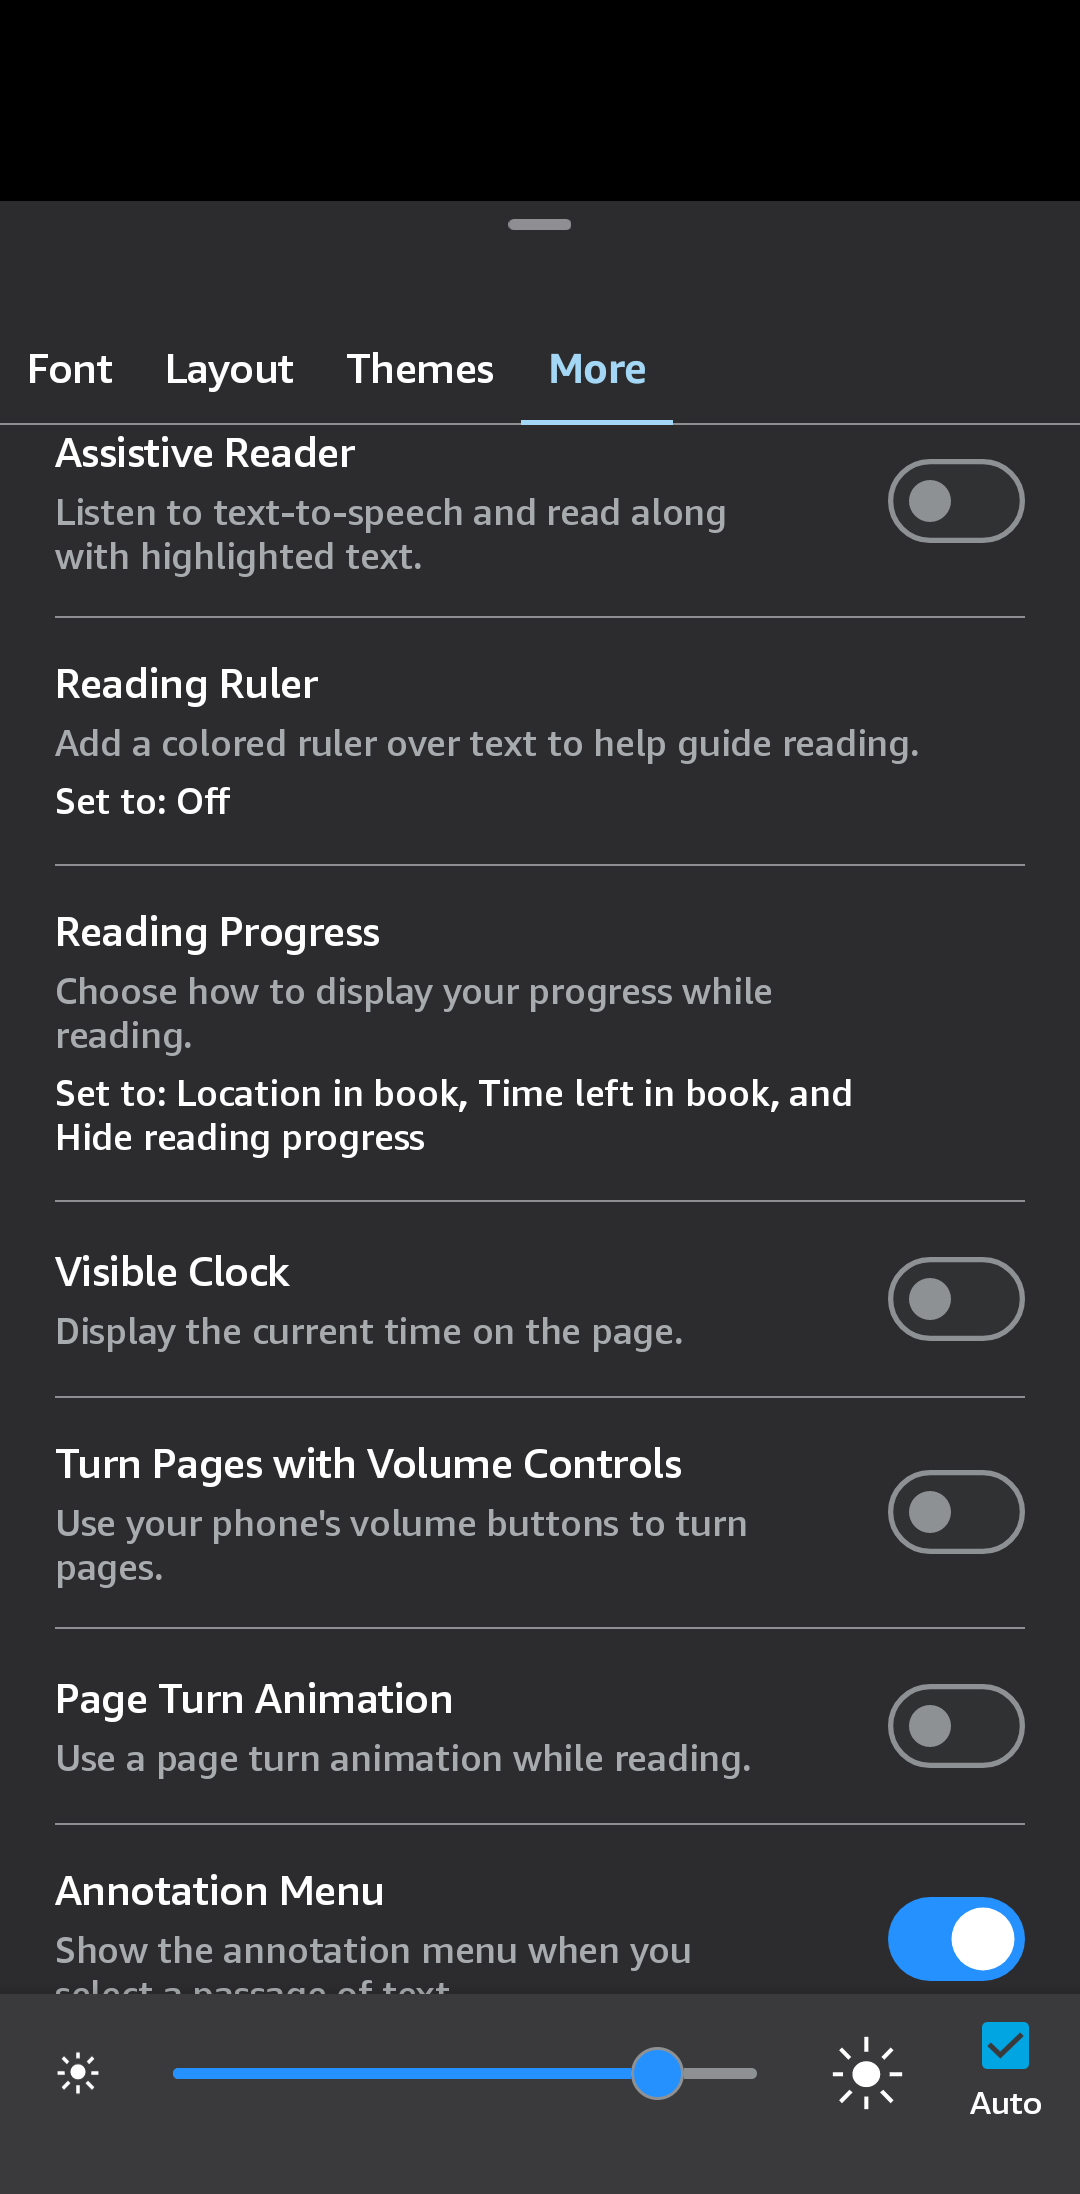 Font Layout Themes More
Assistive Reader
Listen to text-to-speech and read along
with highlighted text.
Reading Ruler
Add a colored ruler over text to help guide reading.
Set to: Off
Reading Progress
Choose how to display your progress while
reading.
Set to: Location in book, Time left in book, and
Hide reading progress
Visible Clock
Display the current time on the page.
Turn Pages with Volume Controls
Use your phone's volume buttons to turn
pages.
Page Turn Animation
Use a page turn animation while reading.
Annotation Menu
Show the annotation menu when you
select a passage of text
Auto